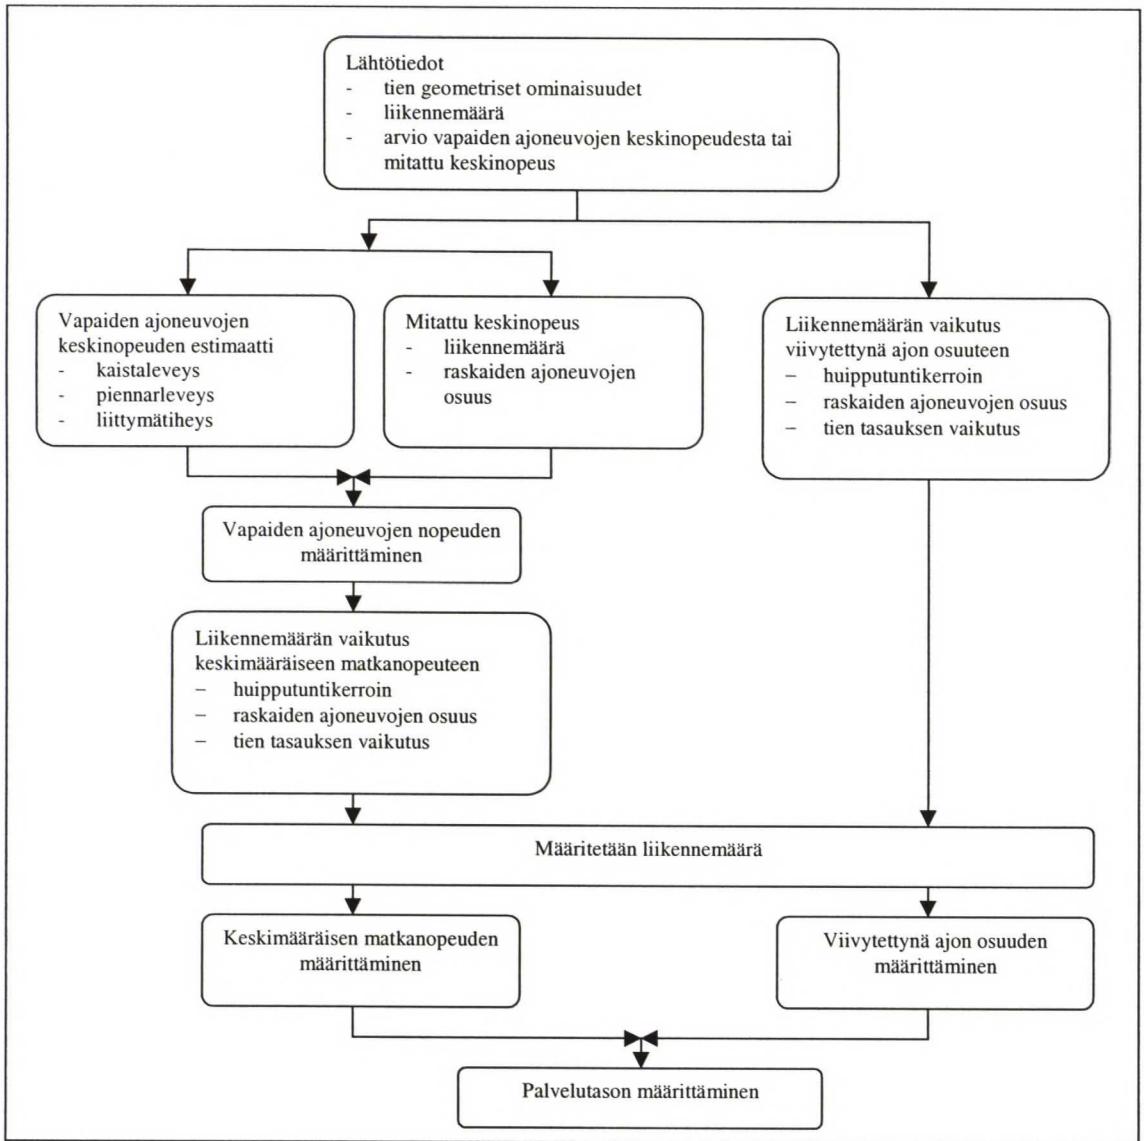 Lähtötiedot
- tien geometriset ominaisuudet
- liikennemäärä
- arvio vapaiden ajoneuvojen keskinopeudesta tai
mitattu keskinopeus
Vapaiden ajoneuvojen
keskinopeuden estimaatti
- kaistaleveys
- piennarleveys
- liittymätiheys
Mitattu keskinopeus
- liikennemäärä
- raskaiden ajoneuvojen
osuus
Liikennemäärän vaikutus
viivytettynä ajon osuuteen
– huipputuntikerroin
– raskaiden ajoneuvojen osuus
– tien tasauksen vaikutus
Vapaiden ajoneuvojen nopeuden
määrittäminen
Liikennemäärän vaikutus
keskimääräiseen matkanopeuteen
– huipputuntikerroin
– raskaiden ajoneuvojen osuus
– tien tasauksen vaikutus
Määritetään liikennemäärä
Keskimääräisen matkanopeuden
määrittäminen
Viivytettynä ajon osuuden
määrittäminen
Palvelutason määrittäminen